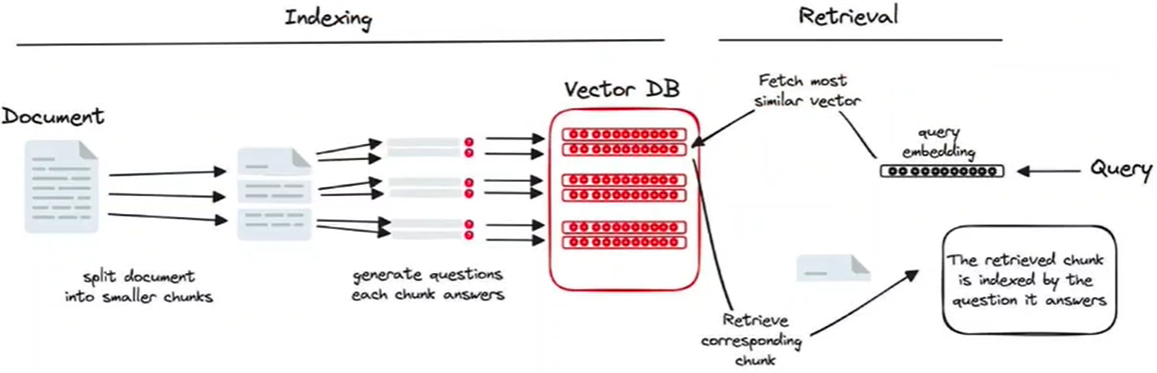 Indexing
Retrieval
Document
Vector DB
Fetch most
similar vector
query
embedding
Query
split document
into smaller chunks
generate questions
each chunk answers
Retrieve
corresponding
chunk
The retrieved chunk
is indexed by the
question it answers